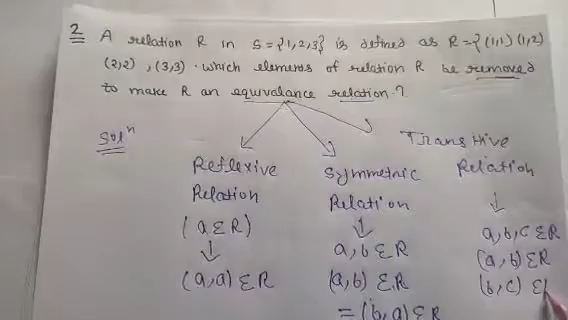 2 A relation R in S = {1,2,3} is defined as R = { (1,1) (1,2)
(2,2) , (3,3) . which elements of relation R be removed
to make R an equivalance relation ?
Solⁿ
Reflexive Relation
(a Ɛ R)
↓
(a,a) Ɛ R
Symmetric Relation
↓
a,b Ɛ R
(a,b) Ɛ R
= (b,a) Ɛ R
Transitive Relation
↓
a,b,c Ɛ R
(a,b) Ɛ R
(b,c) Ɛ